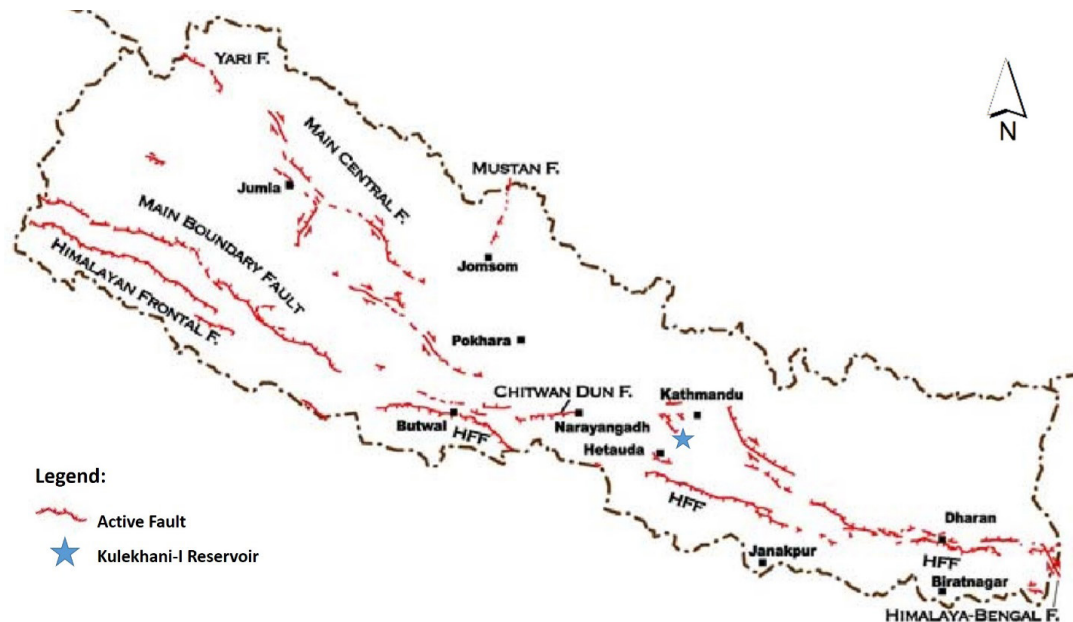 YARI F.
N
MAIN CENTRAL F.
MUSTAN F.
Jumla
MAIN BOUNDARY FAULT
Jomsom
HIMALAYAN FRONTAL F.
Pokhara
CHITWAN DUN F.
Kathmandu
Butwal
HFF
Narayangadh
Hetauda
Legend:
HFF
Active Fault
Dharan
Kulekhani-I Reservoir
Janakpur
HFF
Biratnagar
HIMALAYA-BENGAL F.